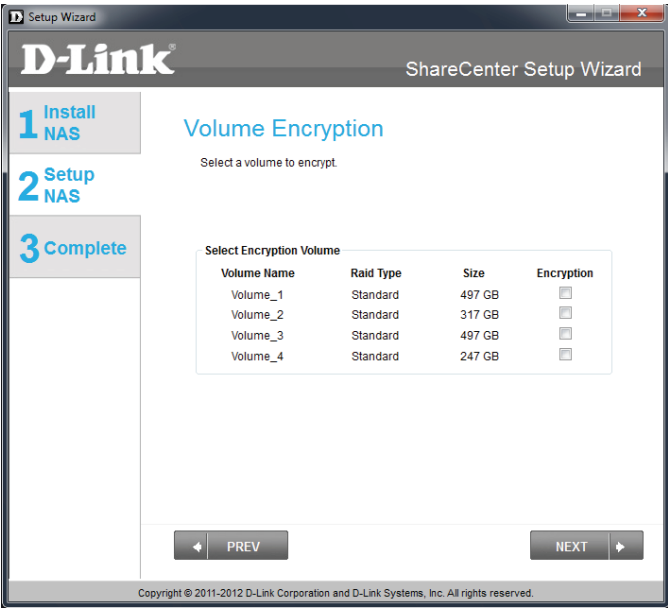 Setup Wizard
D-Link®
ShareCenter Setup Wizard
1 Install
NAS
2 Setup
NAS
3 Complete
Volume Encryption
Select a volume to encrypt.
Select Encryption Volume
Volume Name Raid Type Size Encryption
Volume_1 Standard 497 GB
Volume_2 Standard 317 GB
Volume_3 Standard 497 GB
Volume_4 Standard 247 GB
PREV NEXT
Copyright © 2011-2012 D-Link Corporation and D-Link Systems, Inc. All rights reserved.